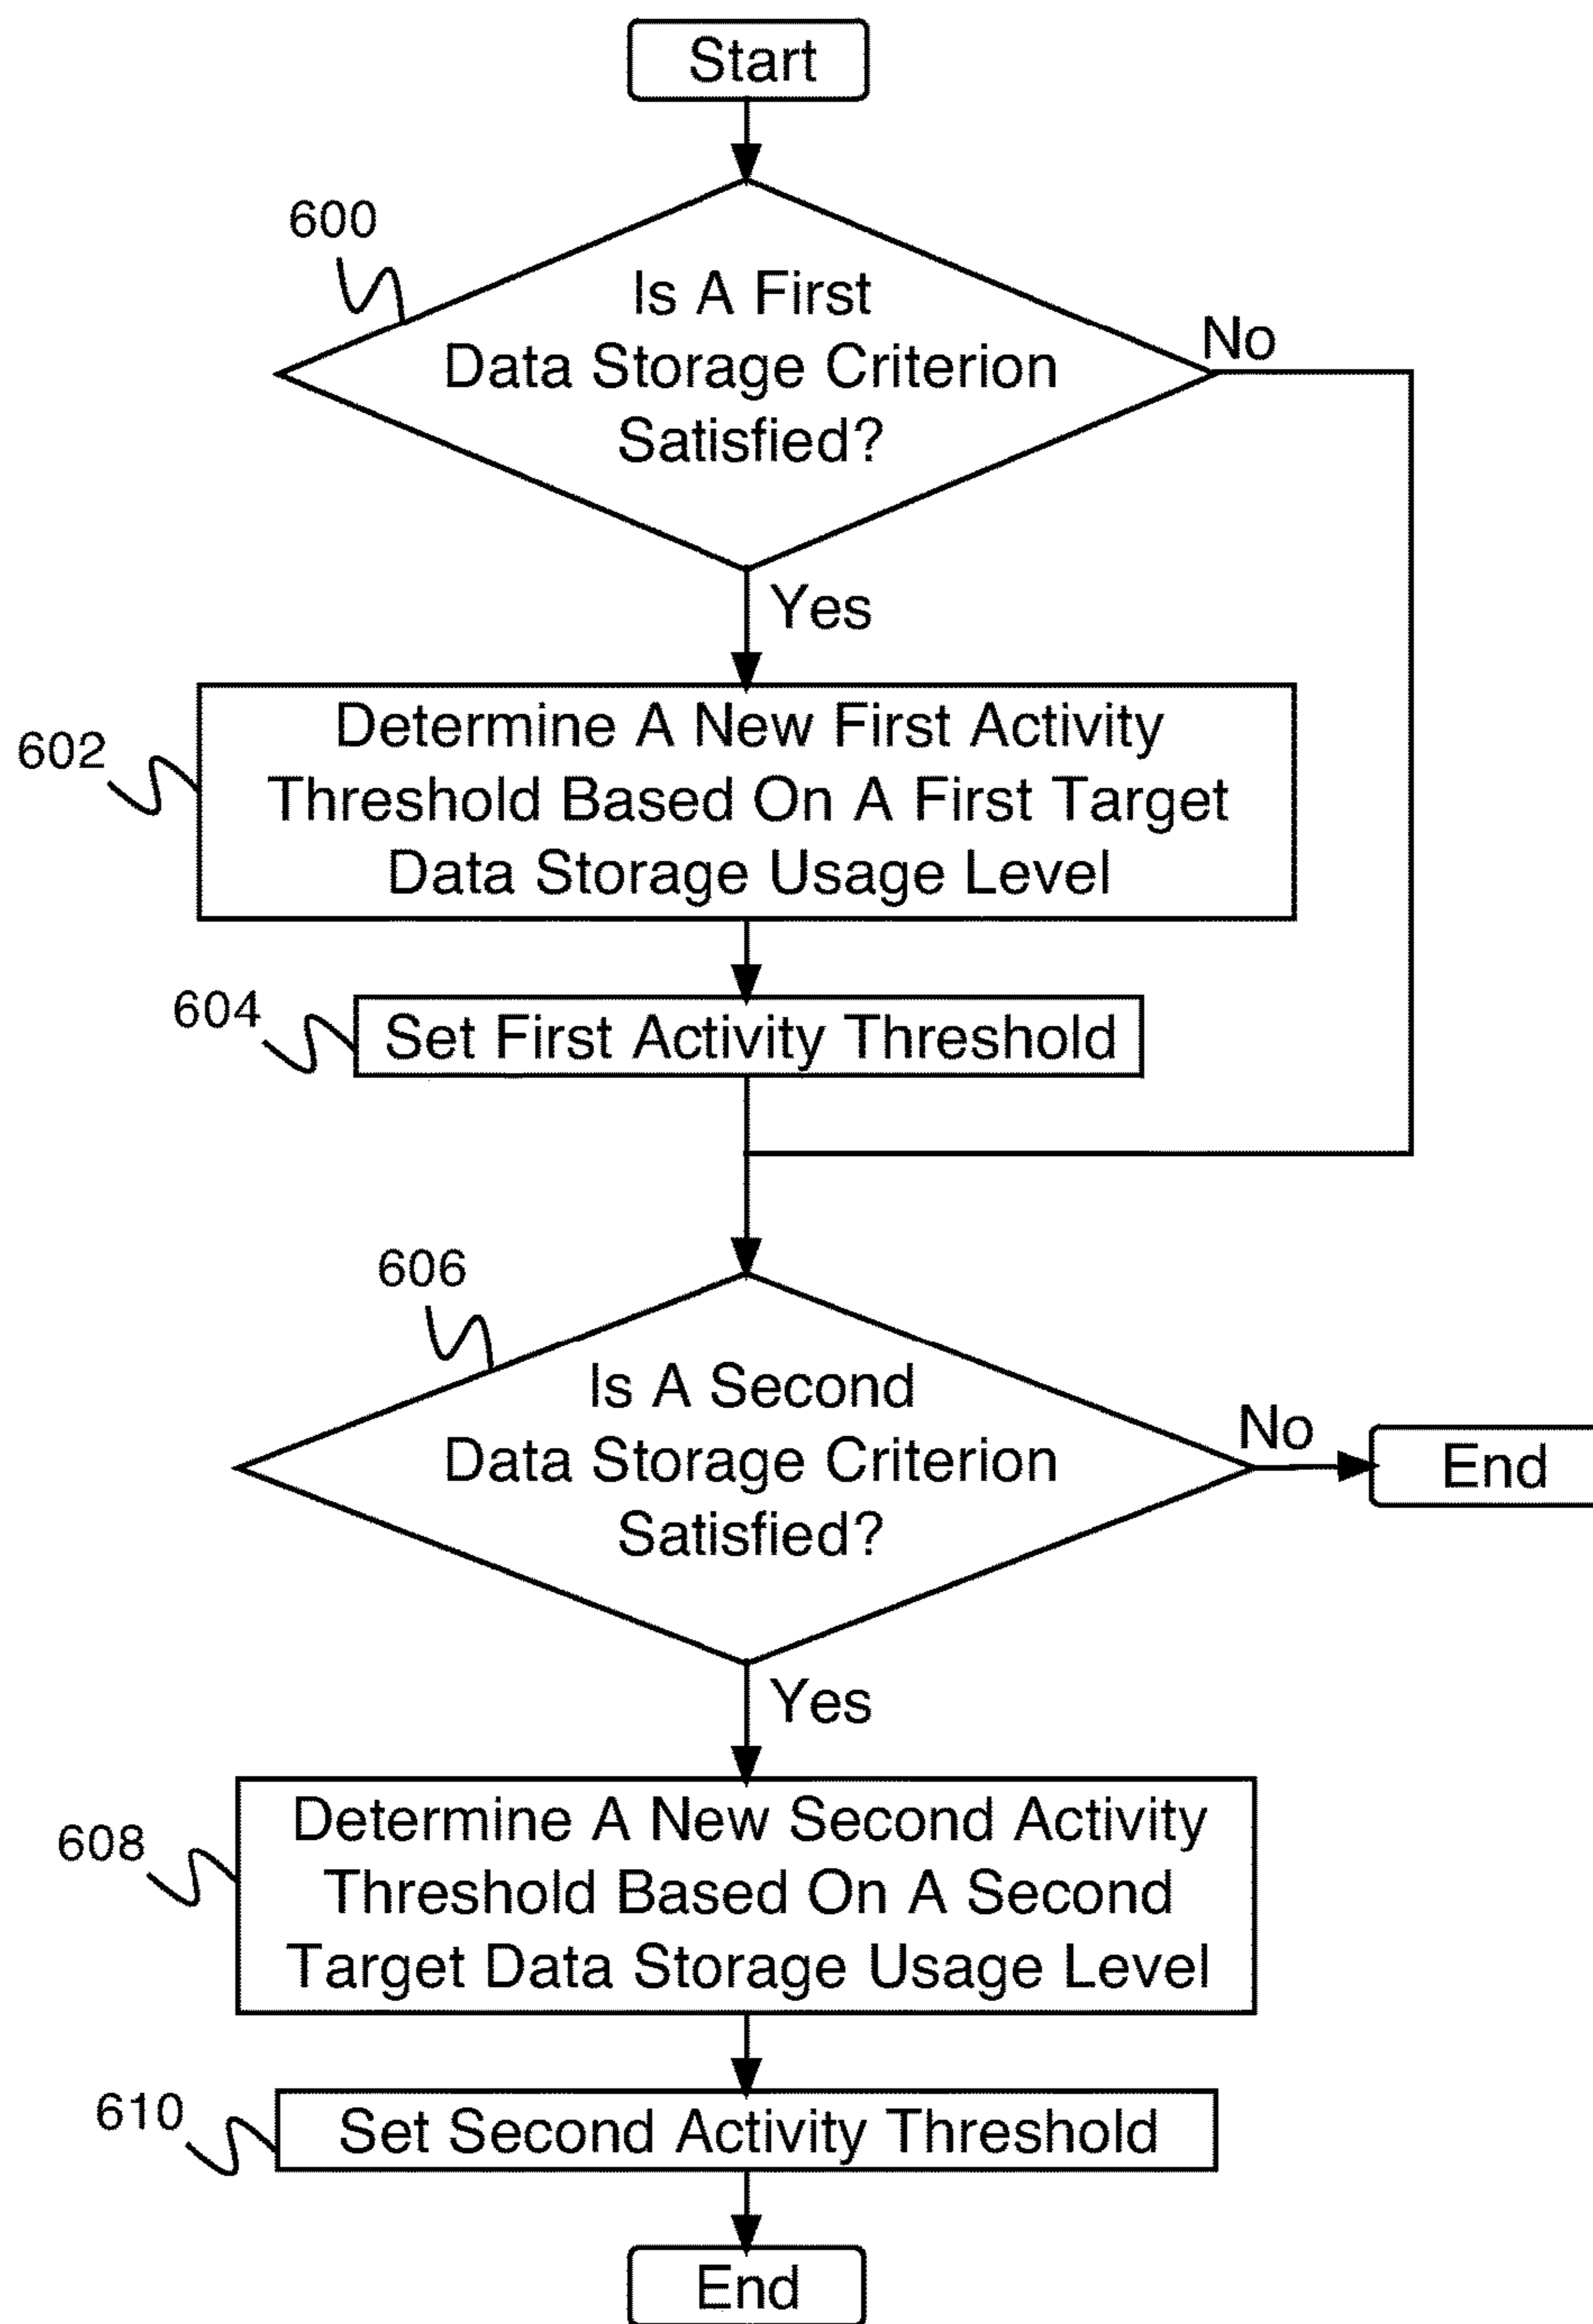 Start
600
Is A First
Data Storage Criterion
Satisfied?
No
Yes
602
Determine A New First Activity
Threshold Based On A First Target
Data Storage Usage Level
604
Set First Activity Threshold
606
Is A Second
Data Storage Criterion
Satisfied?
No
End
Yes
608
Determine A New Second Activity
Threshold Based On A Second
Target Data Storage Usage Level
610
Set Second Activity Threshold
End